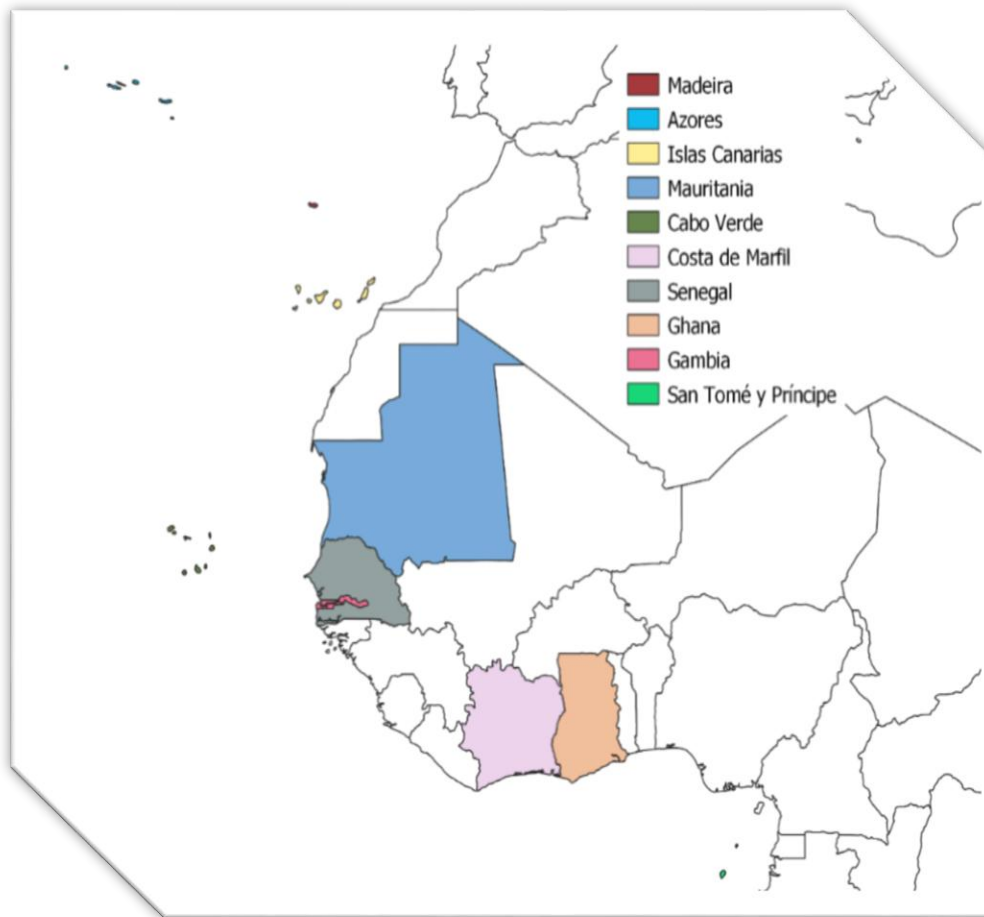 Madeira
Azores
Islas Canarias
Mauritania
Cabo Verde
Costa de Marfil
Senegal
Ghana
Gambia
San Tomé y Príncipe